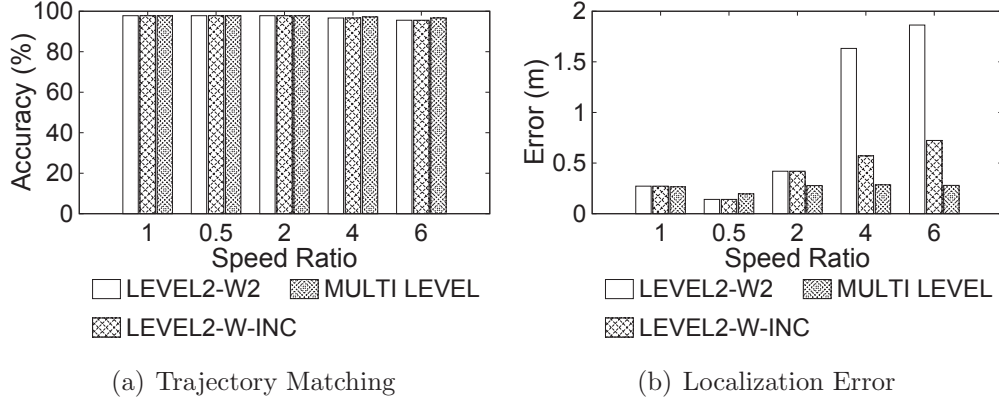 100
80
60
40
20
0
Accuracy (%)
1 0.5 2 4 6
Speed Ratio
LEVEL2-W2 MULTI LEVEL
LEVEL2-W-INC
(a) Trajectory Matching
2
1.5
1
0.5
0
Error (m)
1 0.5 2 4 6
Speed Ratio
LEVEL2-W2 MULTI LEVEL
LEVEL2-W-INC
(b) Localization Error